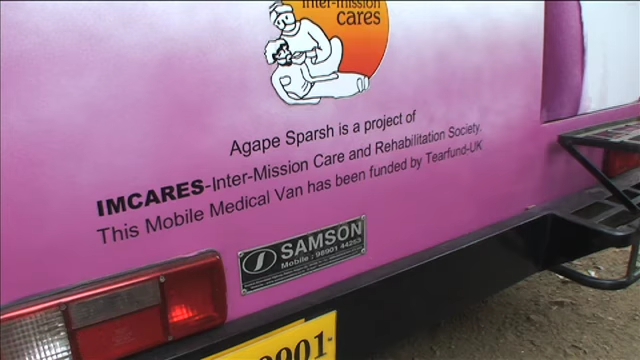 inter-mission
cares
Agape Sparsh is a project of
IMCARES-Inter-Mission Care and Rehabilitation Society.
This Mobile Medical Van has been funded by Tearfund-UK
SAMSON
Mobile : 98901 44253